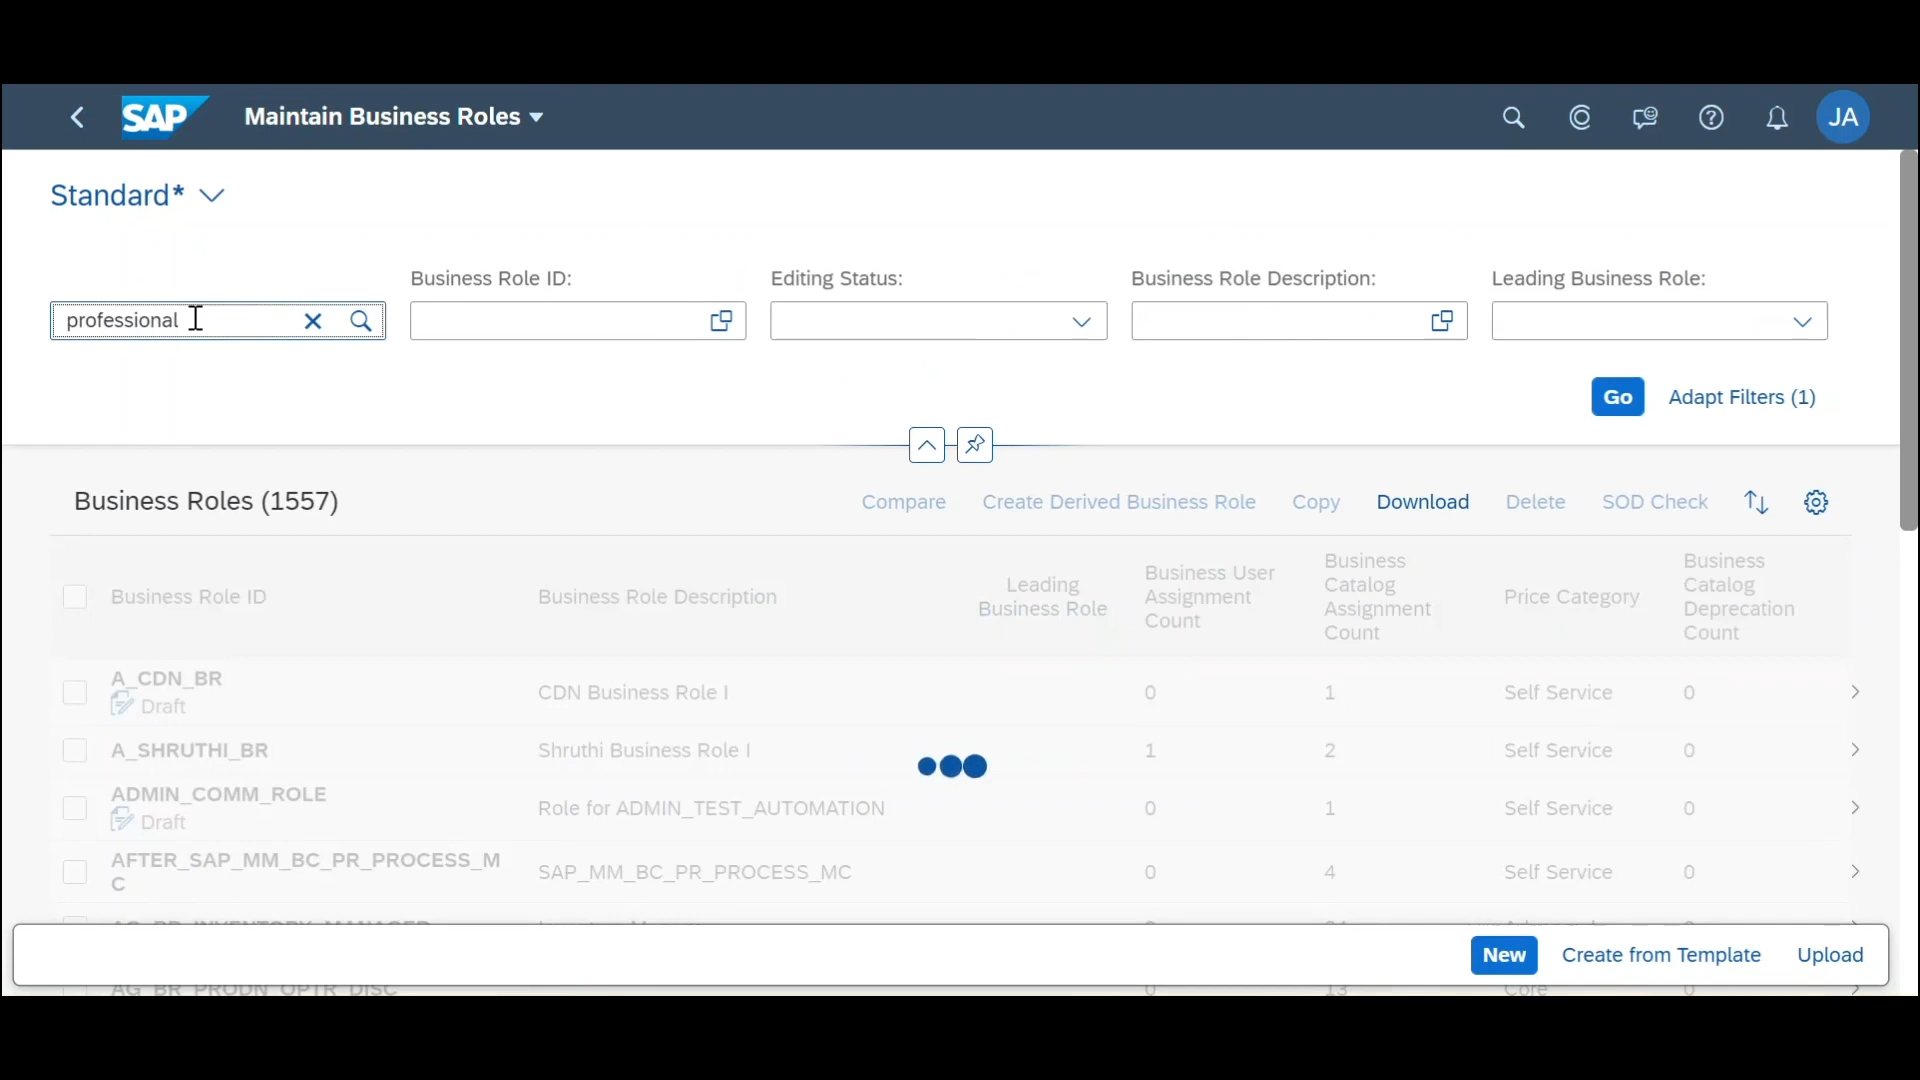 SAP Maintain Business Roles JA
Standard*
Business Role ID: Editing Status: Business Role Description: Leading Business Role:
professional
Go Adapt Filters (1)
Business Roles (1557) Compare Create Derived Business Role Copy Download Delete SOD Check
Business Role ID Business Role Description Leading Business Role Business User Assignment Count Business Catalog Assignment Count Price Category Business Catalog Deprecation Count
A_CDN_BR CDN Business Role I 0 1 Self Service 0
Draft
A_SHRUTHI_BR Shruthi Business Role I 1 2 Self Service 0
ADMIN_COMM_ROLE Role for ADMIN_TEST_AUTOMATION 0 1 Self Service 0
Draft
AFTER_SAP_MM_BC_PR_PROCESS_M
C SAP_MM_BC_PR_PROCESS_MC 0 4 Self Service 0
New Create from Template Upload
AG_BR_PRODN_OPTR_DISC 0 13 Core 0